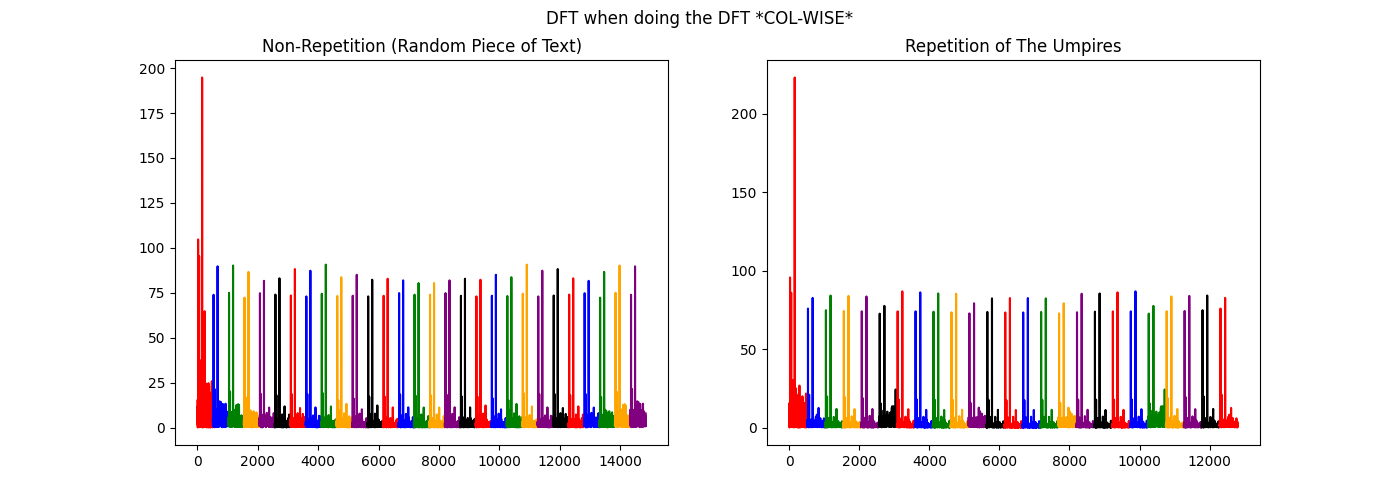 DFT when doing the DFT *COL-WISE*
Non-Repetition (Random Piece of Text)
200
175
150
125
100
75
50
25
0
0 2000 4000 6000 8000 10000 12000 14000
Repetition of The Umpires
200
150
100
50
0
0 2000 4000 6000 8000 10000 12000